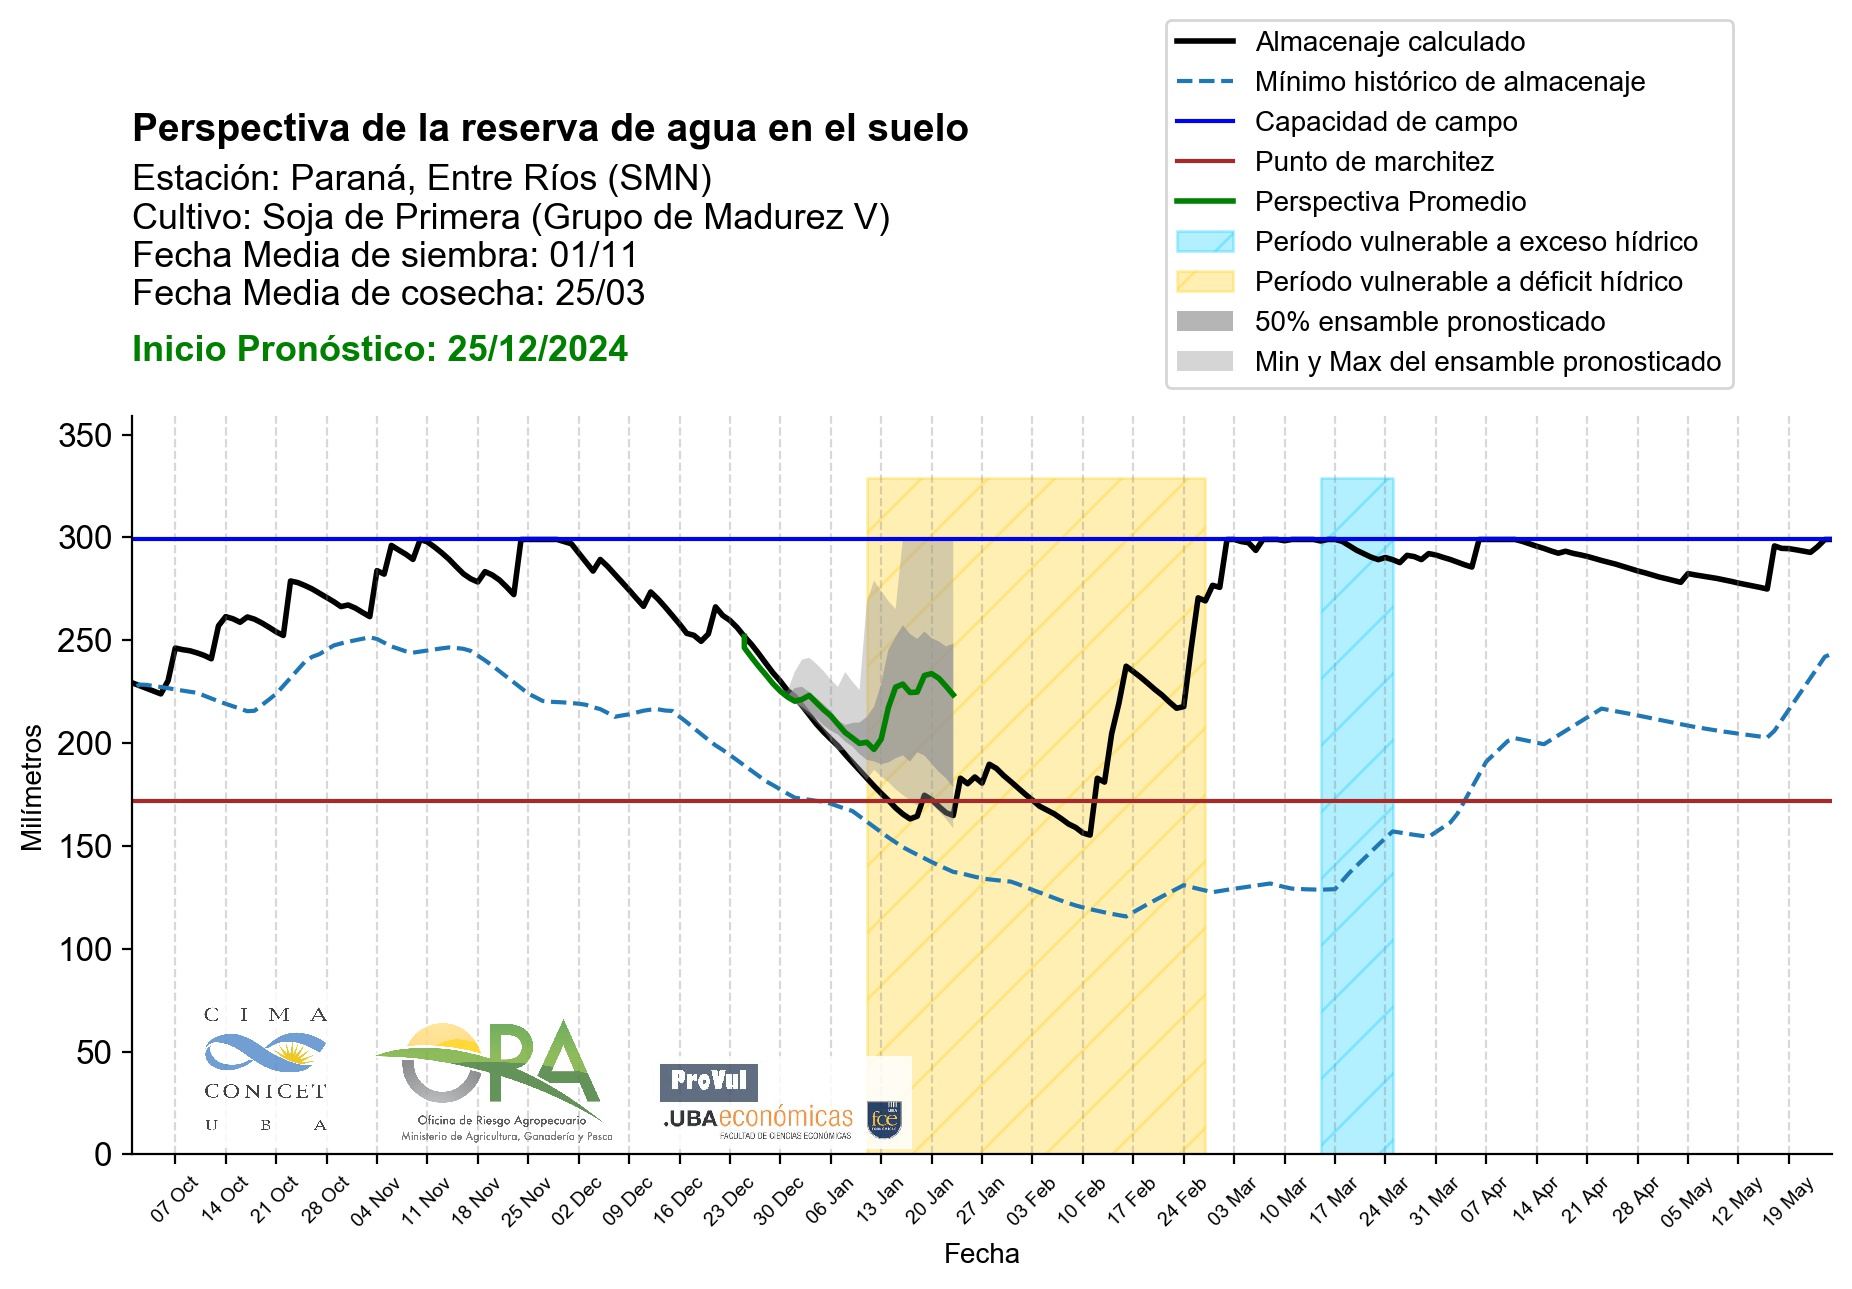 Almacenaje calculado
Mínimo histórico de almacenaje
Capacidad de campo
Punto de marchitez
Perspectiva Promedio
Período vulnerable a exceso hídrico
Período vulnerable a déficit hídrico
50% ensamble pronosticado
Min y Max del ensamble pronosticado
Perspectiva de la reserva de agua en el suelo
Estación: Paraná, Entre Ríos (SMN)
Cultivo: Soja de Primera (Grupo de Madurez V)
Fecha Media de siembra: 01/11
Fecha Media de cosecha: 25/03
Inicio Pronóstico: 25/12/2024
350
300
250
200
150
100
50
0
Milímetros
CIMA
CONICET
UBA
ORA
Oficina de Riesgo Agropecuario
Ministerio de Agricultura, Ganadería y Pesca
ProVul
.UBAeconómicas
FACULTAD DE CIENCIAS ECONÓMICAS
UBA
fce
07 Oct
14 Oct
21 Oct
28 Oct
04 Nov
11 Nov
18 Nov
25 Nov
02 Dec
09 Dec
16 Dec
23 Dec
30 Dec
06 Jan
13 Jan
20 Jan
27 Jan
03 Feb
10 Feb
17 Feb
24 Feb
03 Mar
10 Mar
17 Mar
24 Mar
31 Mar
07 Apr
14 Apr
21 Apr
28 Apr
05 May
12 May
19 May
Fecha